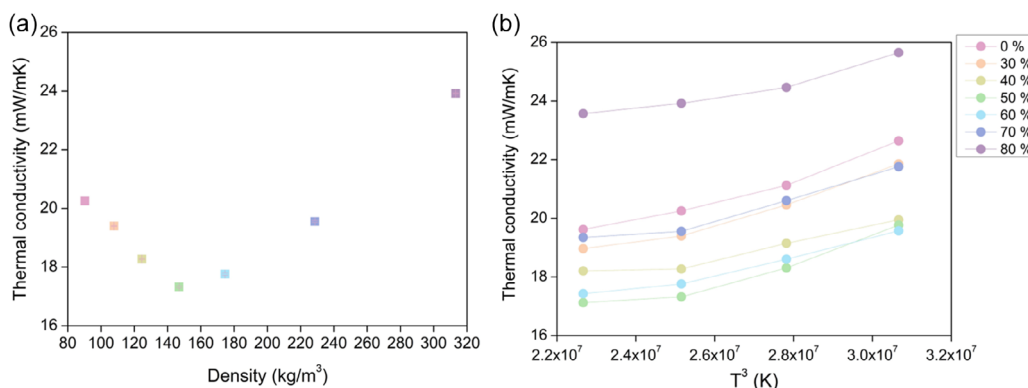 (a)
26
24
22
20
18
16
Thermal conductivity (mW/mK)
80 100 120 140 160 180 200 220 240 260 280 300 320
Density (kg/m³)
(b)
26
24
22
20
18
16
Thermal conductivity (mW/mK)
2.2x10⁷ 2.4x10⁷ 2.6x10⁷ 2.8x10⁷ 3.0x10⁷ 3.2x10⁷
T³ (K)
0 %
30 %
40 %
50 %
60 %
70 %
80 %